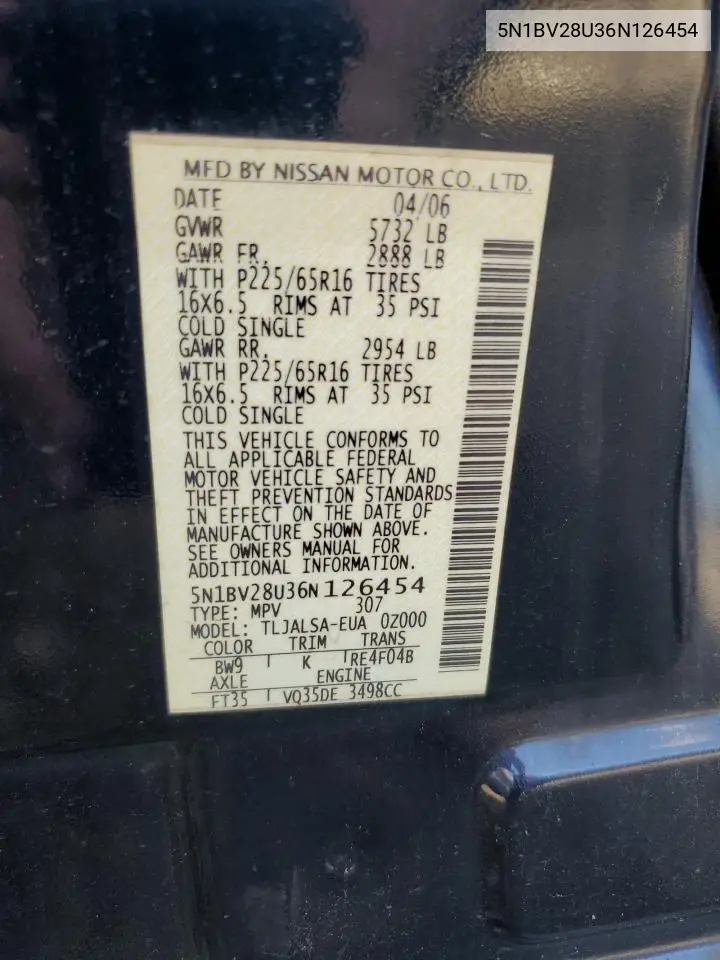 5N1BV28U36N126454
MFD BY NISSAN MOTOR CO., LTD.
DATE 04/06
GVWR 5732 LB
GAWR FR. 2888 LB
WITH P225/65R16 TIRES
16X6.5 RIMS AT 35 PSI
COLD SINGLE
GAWR RR. 2954 LB
WITH P225/65R16 TIRES
16X6.5 RIMS AT 35 PSI
COLD SINGLE
THIS VEHICLE CONFORMS TO
ALL APPLICABLE FEDERAL
MOTOR VEHICLE SAFETY AND
THEFT PREVENTION STANDARDS
IN EFFECT ON THE DATE OF
MANUFACTURE SHOWN ABOVE.
SEE OWNERS MANUAL FOR
ADDITIONAL INFORMATION.
5N1BV28U36N126454
TYPE: MPV 307
MODEL: TLJALSA-EUA 0Z000
COLOR TRIM TRANS
BW9 K RE4F04B
AXLE ENGINE
FT35 VQ35DE 3498CC